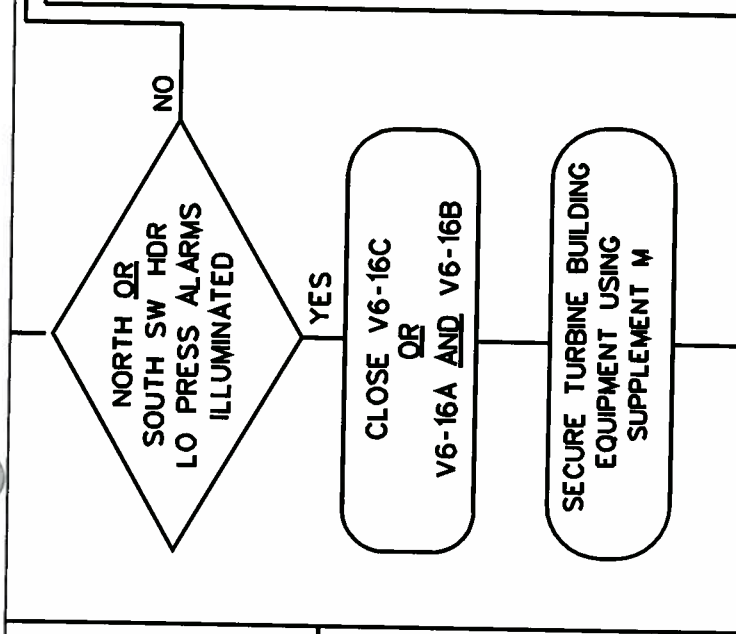 NORTH OR
SOUTH SW HDR
LO PRESS ALARMS
ILLUMINATED
NO
YES
CLOSE V6-16C
OR
V6-16A AND V6-16B
SECURE TURBINE BUILDING
EQUIPMENT USING
SUPPLEMENT M